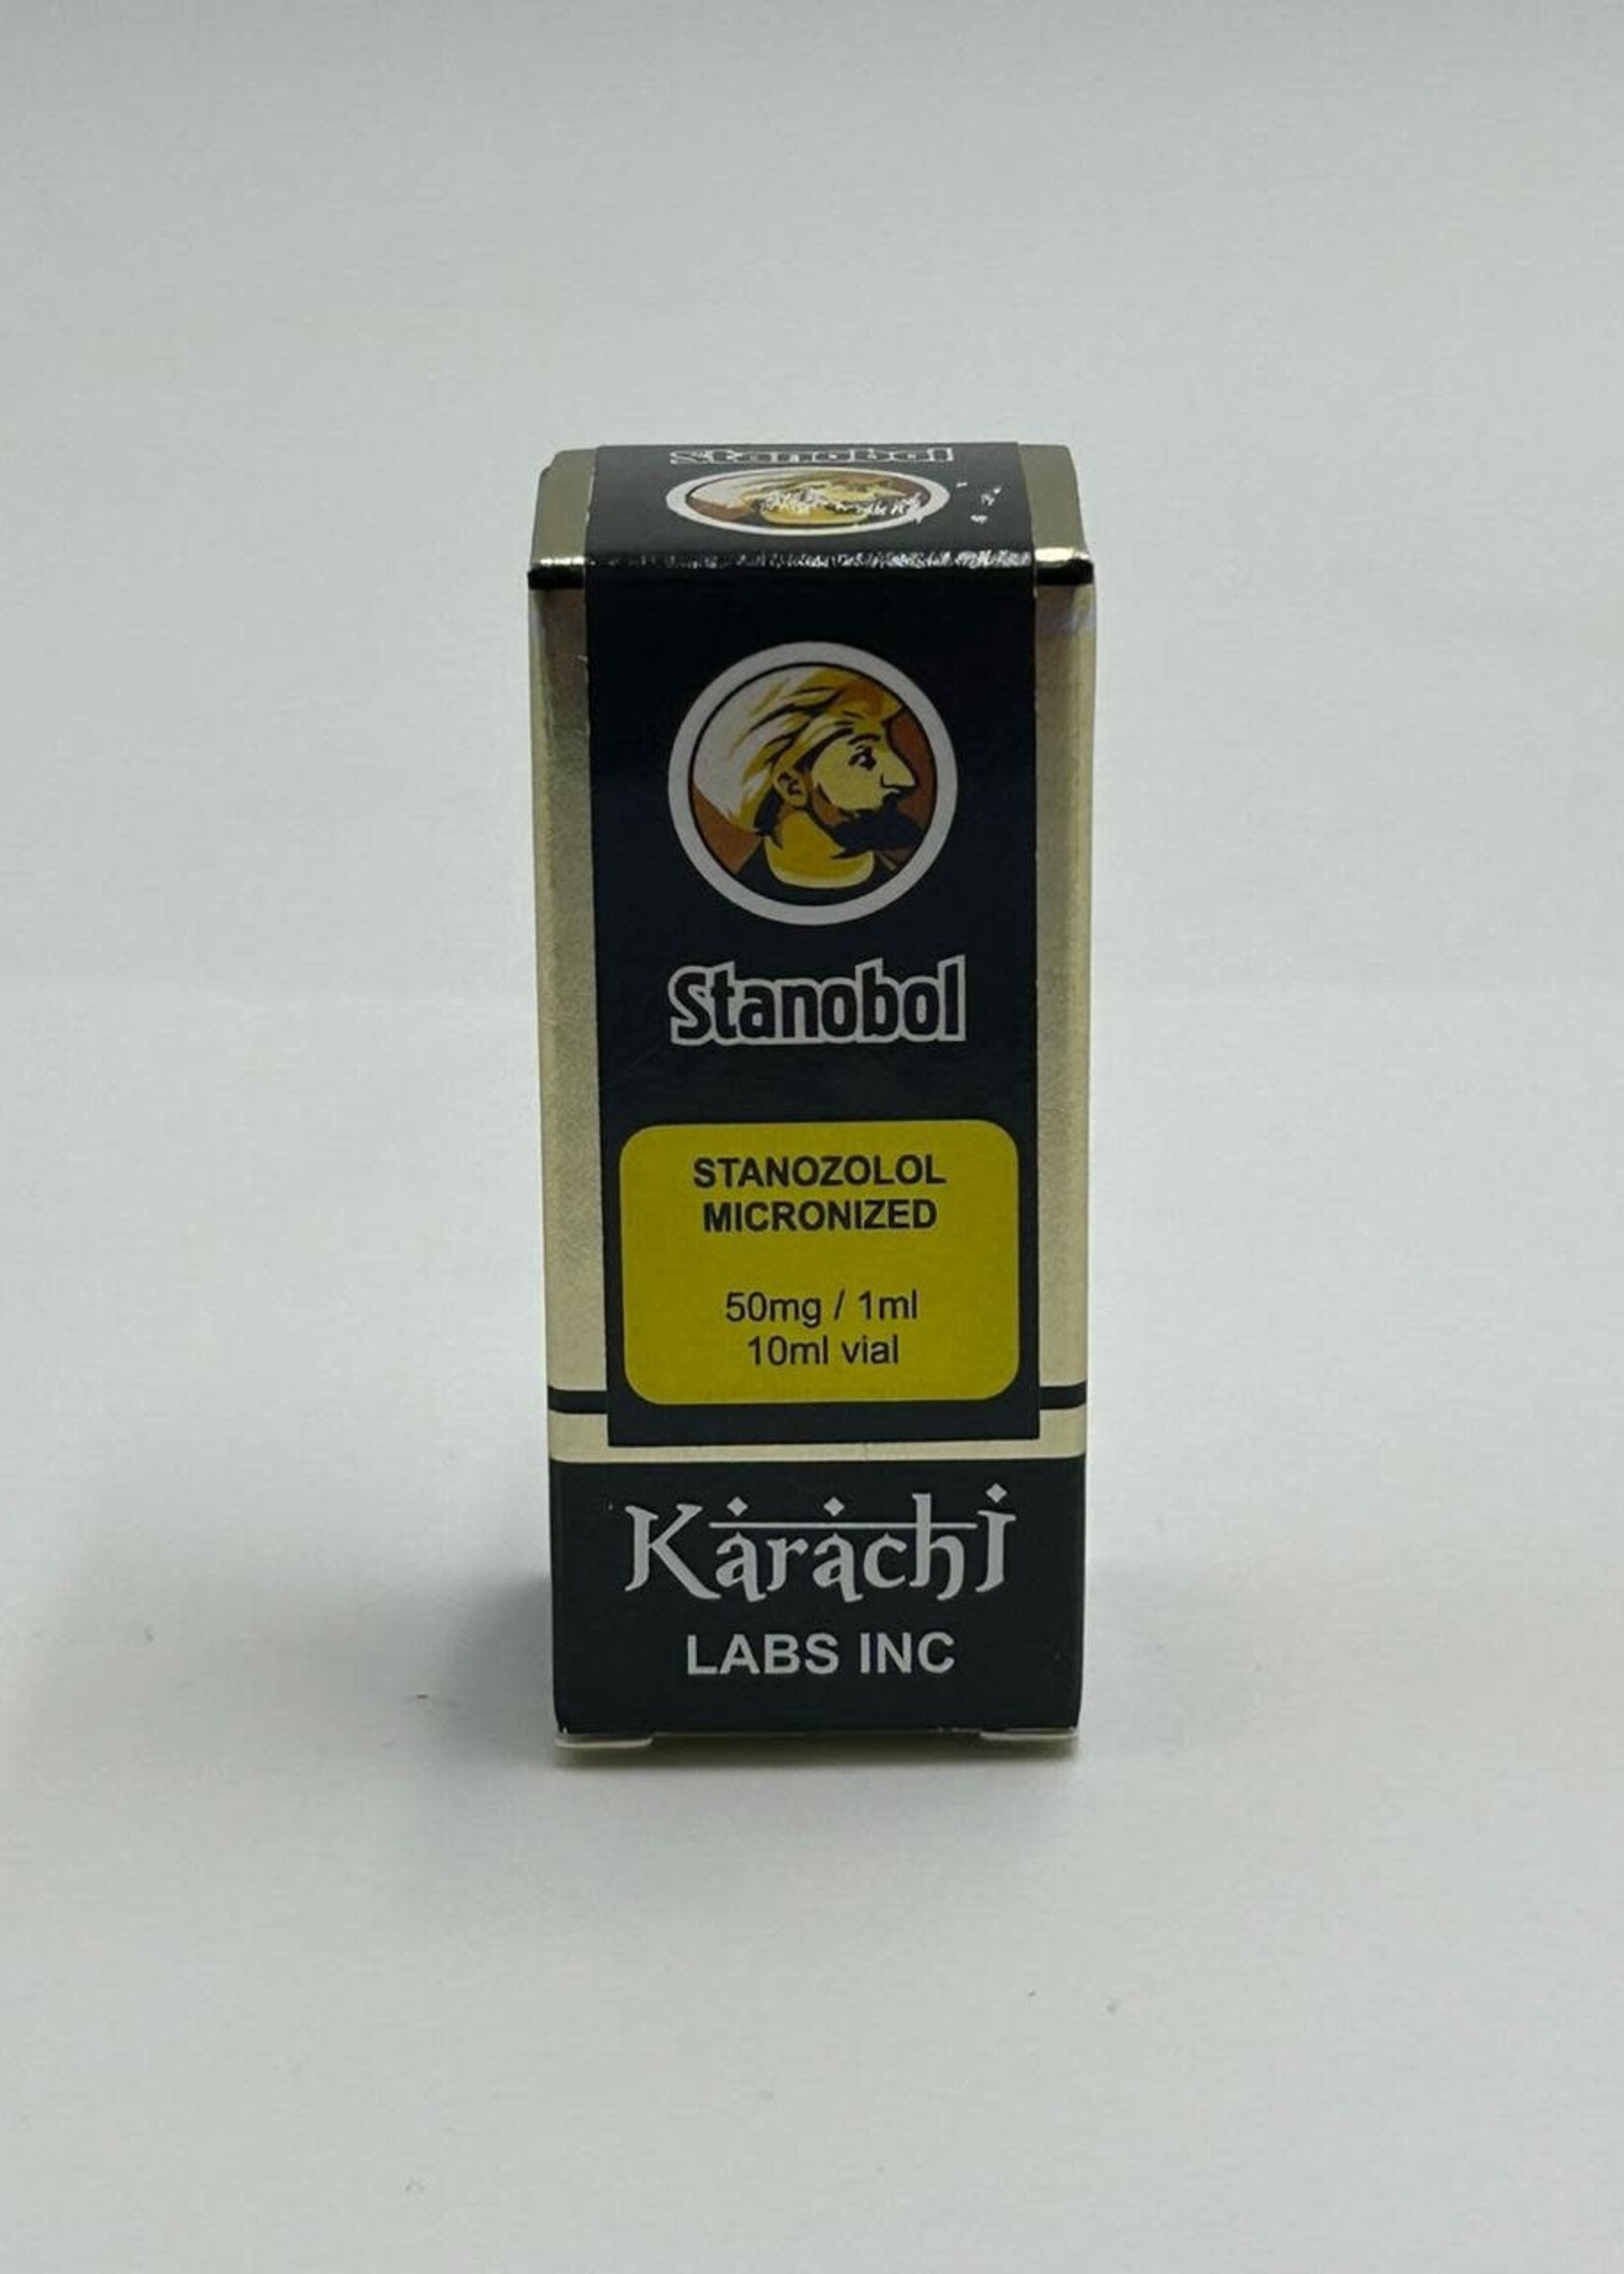 Stanobol
Stanobol
STANOZOLOL
MICRONIZED
50mg / 1ml
10ml vial
Karachi
LABS INC